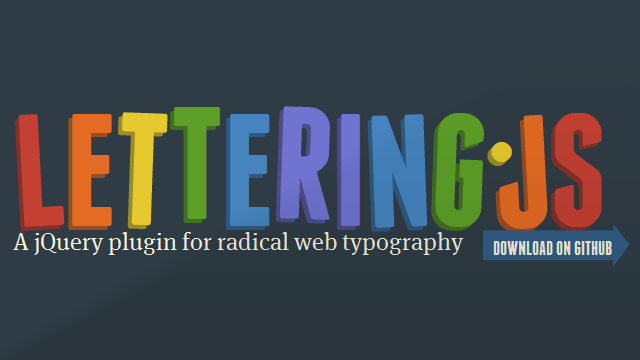 LETTERING.JS
A jQuery plugin for radical web typography
DOWNLOAD ON GITHUB